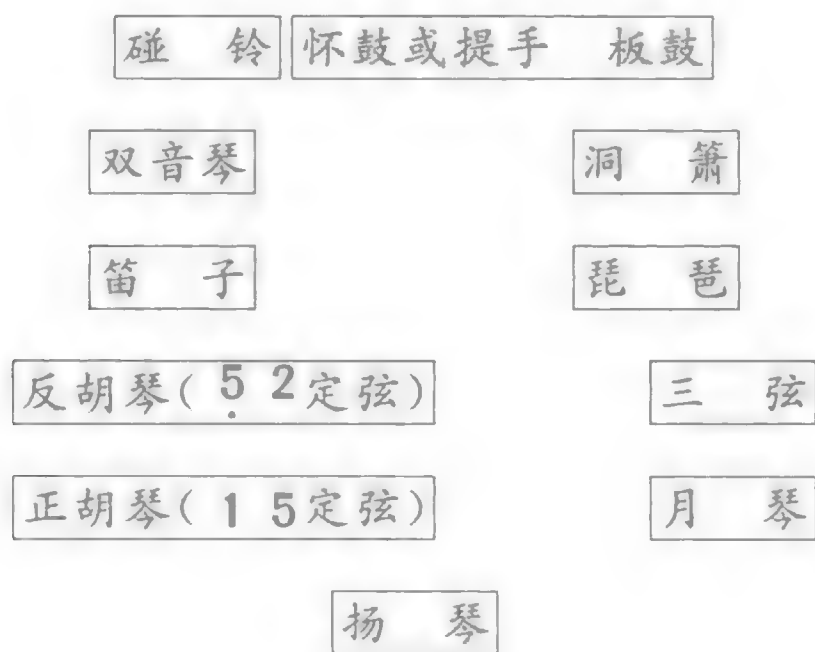 碰 铃 怀鼓或提手 板鼓
双音琴 洞 箫
笛 子 琵 琶
反胡琴(5̣ 2定弦) 三 弦
正胡琴(1 5定弦) 月 琴
扬 琴